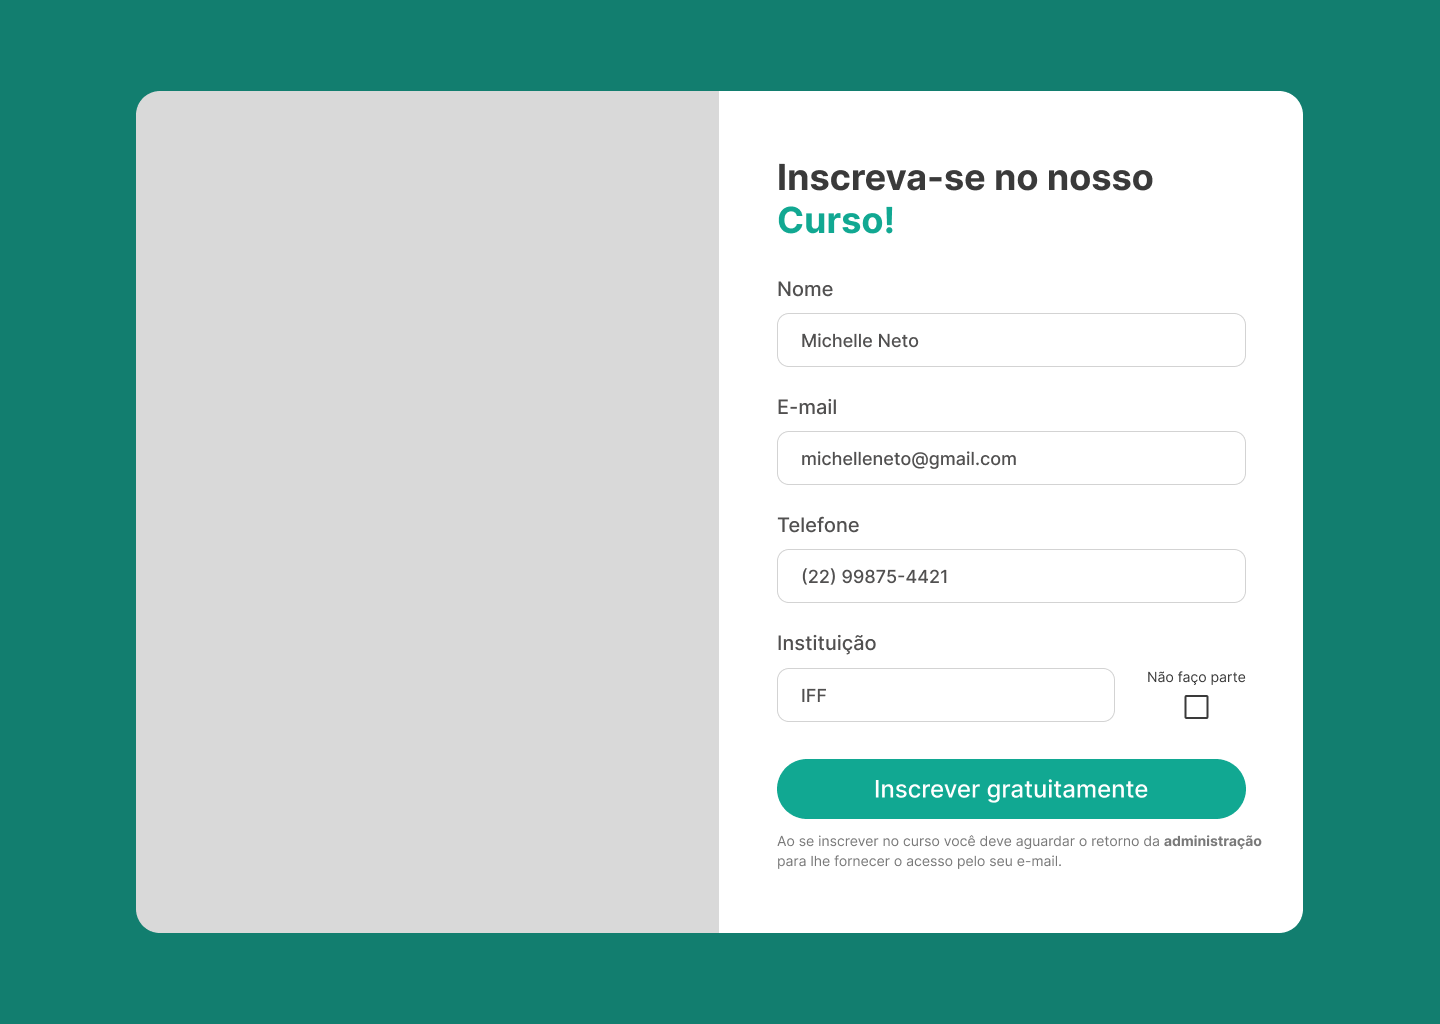 Inscreva-se no nosso
Curso!
Nome
Michelle Neto
E-mail
michelleneto@gmail.com
Telefone
(22) 99875-4421
Instituição
IFF
Não faço parte
Inscrever gratuitamente
Ao se inscrever no curso você deve aguardar o retorno da administração
para lhe fornecer o acesso pelo seu e-mail.